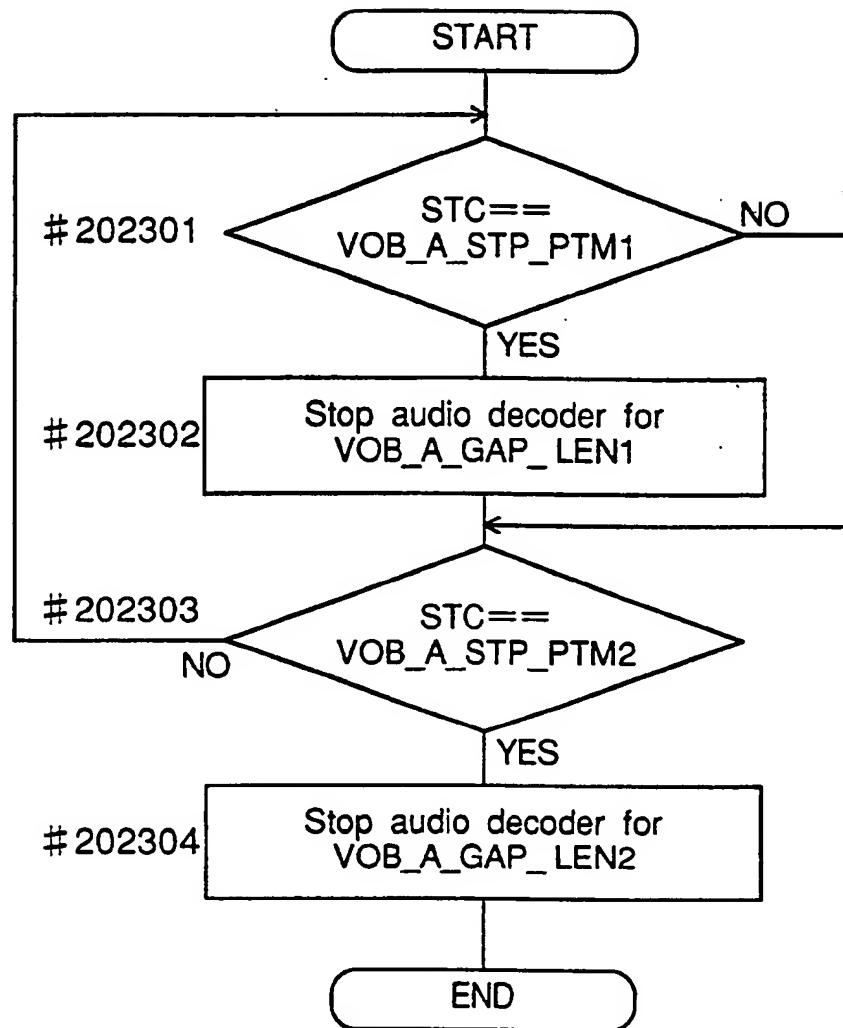 START
#202301
STC==
VOB_A_STP_PTM1
NO
YES
#202302
Stop audio decoder for
VOB_A_GAP_ LEN1
#202303
STC==
VOB_A_STP_PTM2
NO
YES
#202304
Stop audio decoder for
VOB_A_GAP_ LEN2
END